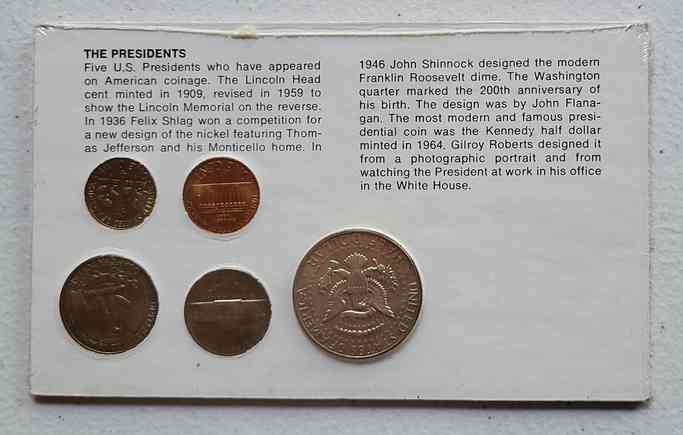 THE PRESIDENTS
Five U.S. Presidents who have appeared
on American coinage. The Lincoln Head
cent minted in 1909, revised in 1959 to
show the Lincoln Memorial on the reverse.
In 1936 Felix Shlag won a competition for
a new design of the nickel featuring Thom-
as Jefferson and his Monticello home. In
1946 John Shinnock designed the modern
Franklin Roosevelt dime. The Washington
quarter marked the 200th anniversary of
his birth. The design was by John Flana-
gan. The most modern and famous presi-
dential coin was the Kennedy half dollar
minted in 1964. Gilroy Roberts designed it
from a photographic portrait and from
watching the President at work in his office
in the White House.
UNITED